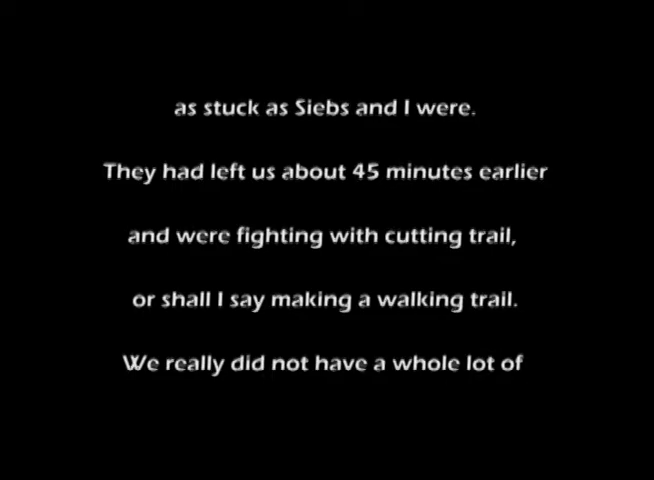 as stuck as Siebs and I were.
They had left us about 45 minutes earlier
and were fighting with cutting trail,
or shall I say making a walking trail.
We really did not have a whole lot of